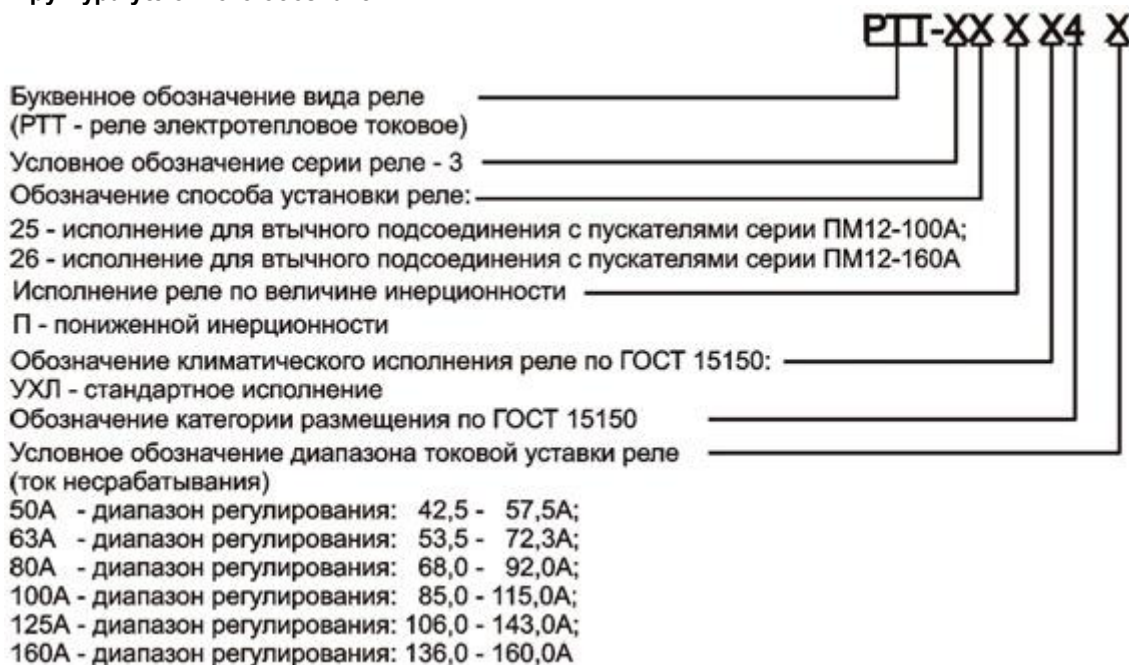 РТТ-ХХ Х Х4 Х
Буквенное обозначение вида реле
(РТТ - реле электротепловое токовое)
Условное обозначение серии реле - 3
Обозначение способа установки реле:
25 - исполнение для втычного подсоединения с пускателями серии ПМ12-100А;
26 - исполнение для втычного подсоединения с пускателями серии ПМ12-160А
Исполнение реле по величине инерционности
П - пониженной инерционности
Обозначение климатического исполнения реле по ГОСТ 15150:
УХЛ - стандартное исполнение
Обозначение категории размещения по ГОСТ 15150
Условное обозначение диапазона токовой уставки реле
(ток несрабатывания)
50А - диапазон регулирования: 42,5 - 57,5А;
63А - диапазон регулирования: 53,5 - 72,3А;
80А - диапазон регулирования: 68,0 - 92,0А;
100А - диапазон регулирования: 85,0 - 115,0А;
125А - диапазон регулирования: 106,0 - 143,0А;
160А - диапазон регулирования: 136,0 - 160,0А